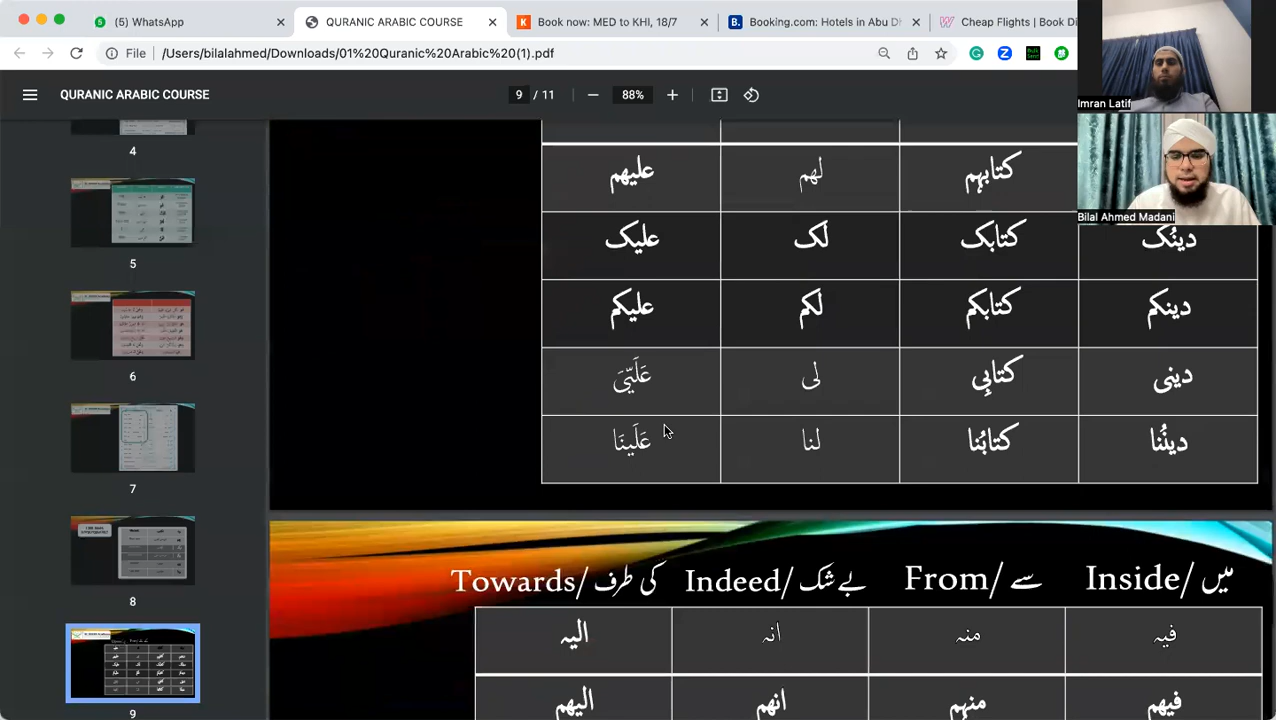 (5) WhatsApp
QURANIC ARABIC COURSE
Book now: MED to KHI, 18/7
Booking.com: Hotels in Abu D
Cheap Flights | Book Di
File
/Users/bilalahmed/Downloads/01%20Quranic%20Arabic%20(1).pdf
QURANIC ARABIC COURSE
9 / 11
88%
Imran Latif
Bilal Ahmed Madani
4
5
6
7
8
9
کتابہم لہم علیہم
دینُک کتابک لَک علیک
دینکم کتابکم لکم علیکم
دینی کتابِی لی عَلَیَّ
دینُنا کتابُنا لنا عَلَینَا
میں/ Inside سے/ From بے شک/ Indeed کی طرف/ Towards
فیہ منہ انہ الیہ
فیہم منہم انہم الیہم